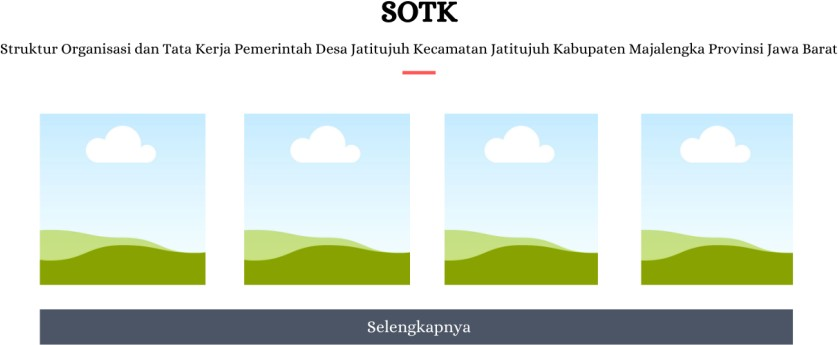 SOTK
Struktur Organisasi dan Tata Kerja Pemerintah Desa Jatitujuh Kecamatan Jatitujuh Kabupaten Majalengka Provinsi Jawa Barat
Selengkapnya